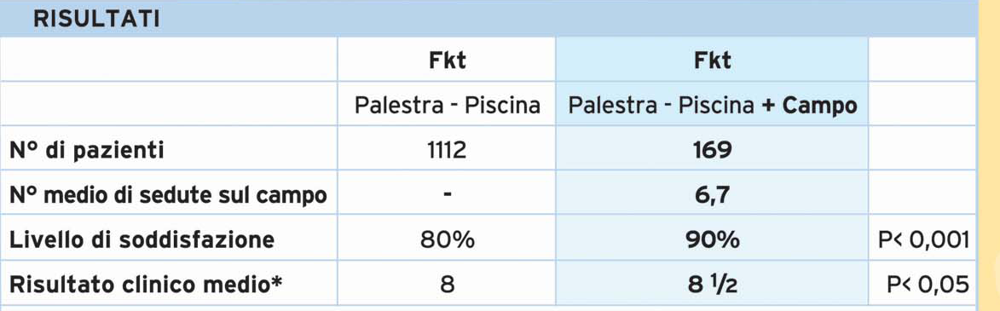 RISULTATI
Fkt Fkt
Palestra - Piscina Palestra - Piscina + Campo
N° di pazienti 1112 169
N° medio di sedute sul campo - 6,7
Livello di soddisfazione 80% 90% P< 0,001
Risultato clinico medio* 8 8 1/2 P< 0,05